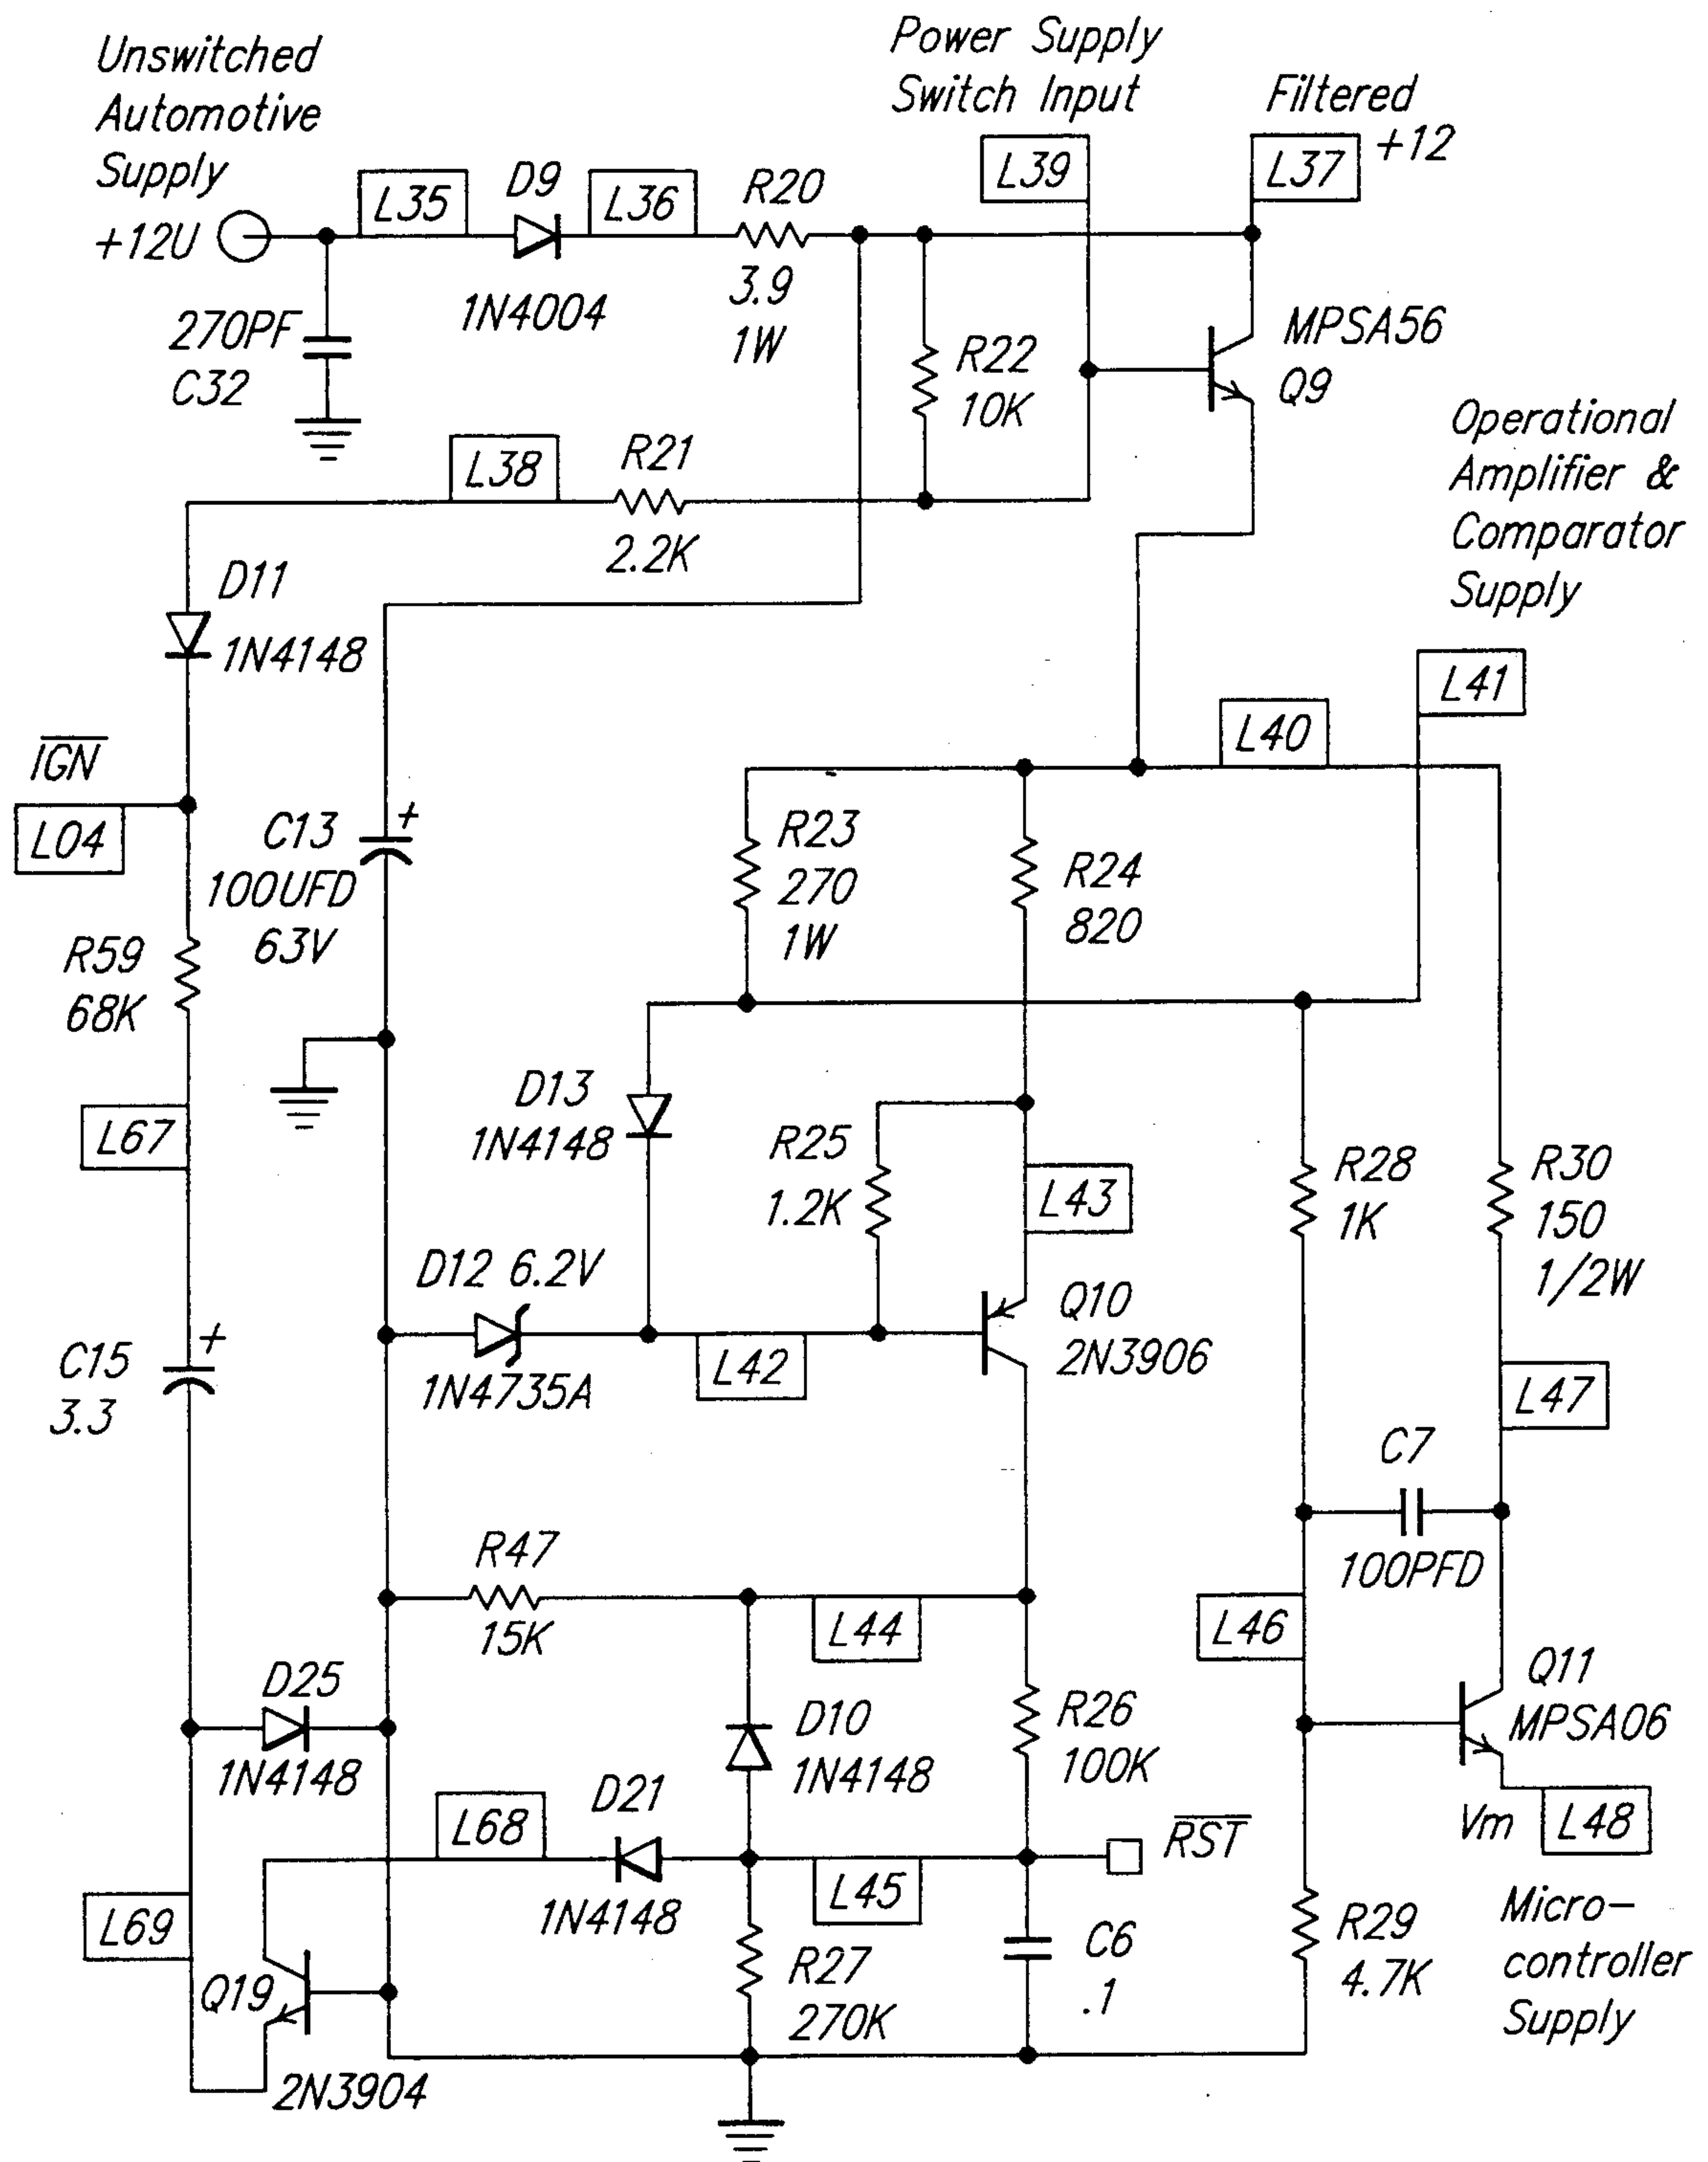 Unswitched
Automotive
Supply
+12U
Power Supply
Switch Input
Filtered
+12
L35
D9
L36
R20
L39
L37
1N4004
3.9
1W
270PF
C32
R22
10K
MPSA56
Q9
L38
R21
2.2K
Operational
Amplifier &
Comparator
Supply
D11
1N4148
L41
IGN
L04
L40
C13
+
100UFD
63V
R23
270
1W
R24
820
R59
68K
D13
1N4148
L67
R25
1.2K
L43
R28
1K
R30
150
1/2W
D12 6.2V
1N4735A
L42
Q10
2N3906
C15
+
3.3
L47
C7
100PFD
R47
15K
L44
L46
D25
1N4148
D10
1N4148
R26
100K
Q11
MPSA06
L68
D21
1N4148
L45
RST
Vm
L48
L69
Q19
2N3904
R27
270K
C6
.1
R29
4.7K
Micro-
controller
Supply